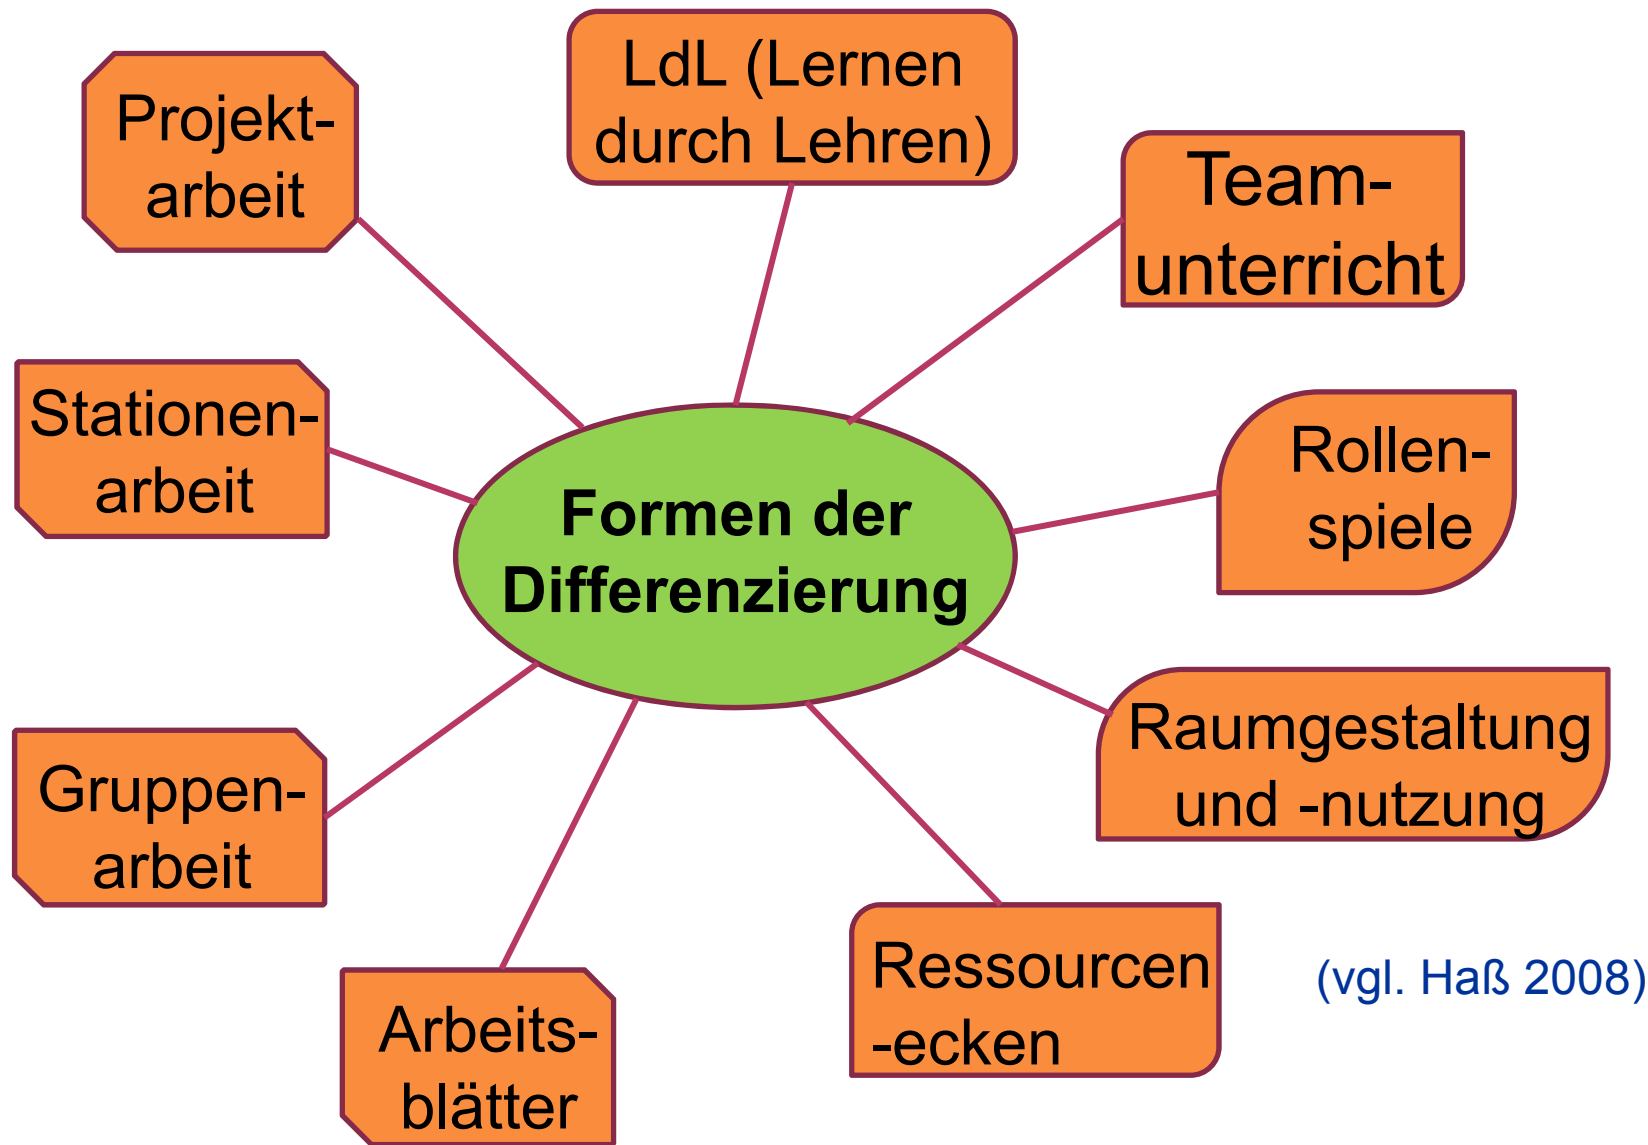 LdL (Lernen
durch Lehren)
Projekt-
arbeit
Team-
unterricht
Stationen-
arbeit
Rollen-
spiele
Formen der
Differenzierung
Raumgestaltung
und -nutzung
Gruppen-
arbeit
Ressourcen
-ecken
(vgl. Haß 2008)
Arbeits-
blätter